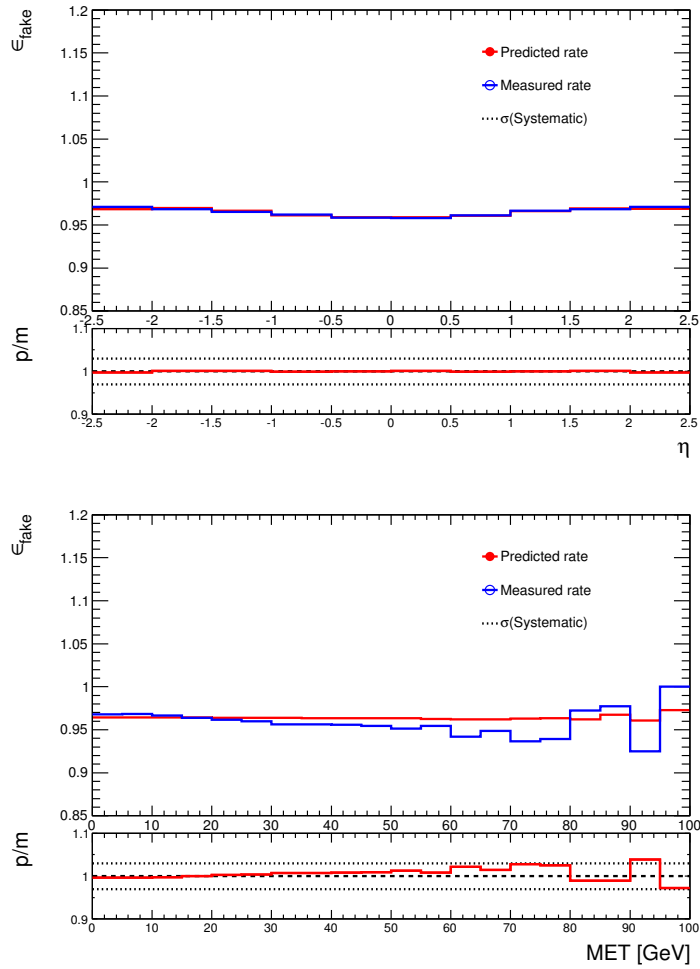 ϵfake
1.2
1.15
1.1
1.05
1
0.95
0.9
0.85
Predicted rate
Measured rate
σ(Systematic)
-2.5 -2 -1.5 -1 -0.5 0 0.5 1 1.5 2 2.5
p/m
1.1
1
0.9
-2.5 -2 -1.5 -1 -0.5 0 0.5 1 1.5 2 2.5
η
ϵfake
1.2
1.15
1.1
1.05
1
0.95
0.9
0.85
Predicted rate
Measured rate
σ(Systematic)
0 10 20 30 40 50 60 70 80 90 100
p/m
1.1
1
0.9
0 10 20 30 40 50 60 70 80 90 100
MET [GeV]